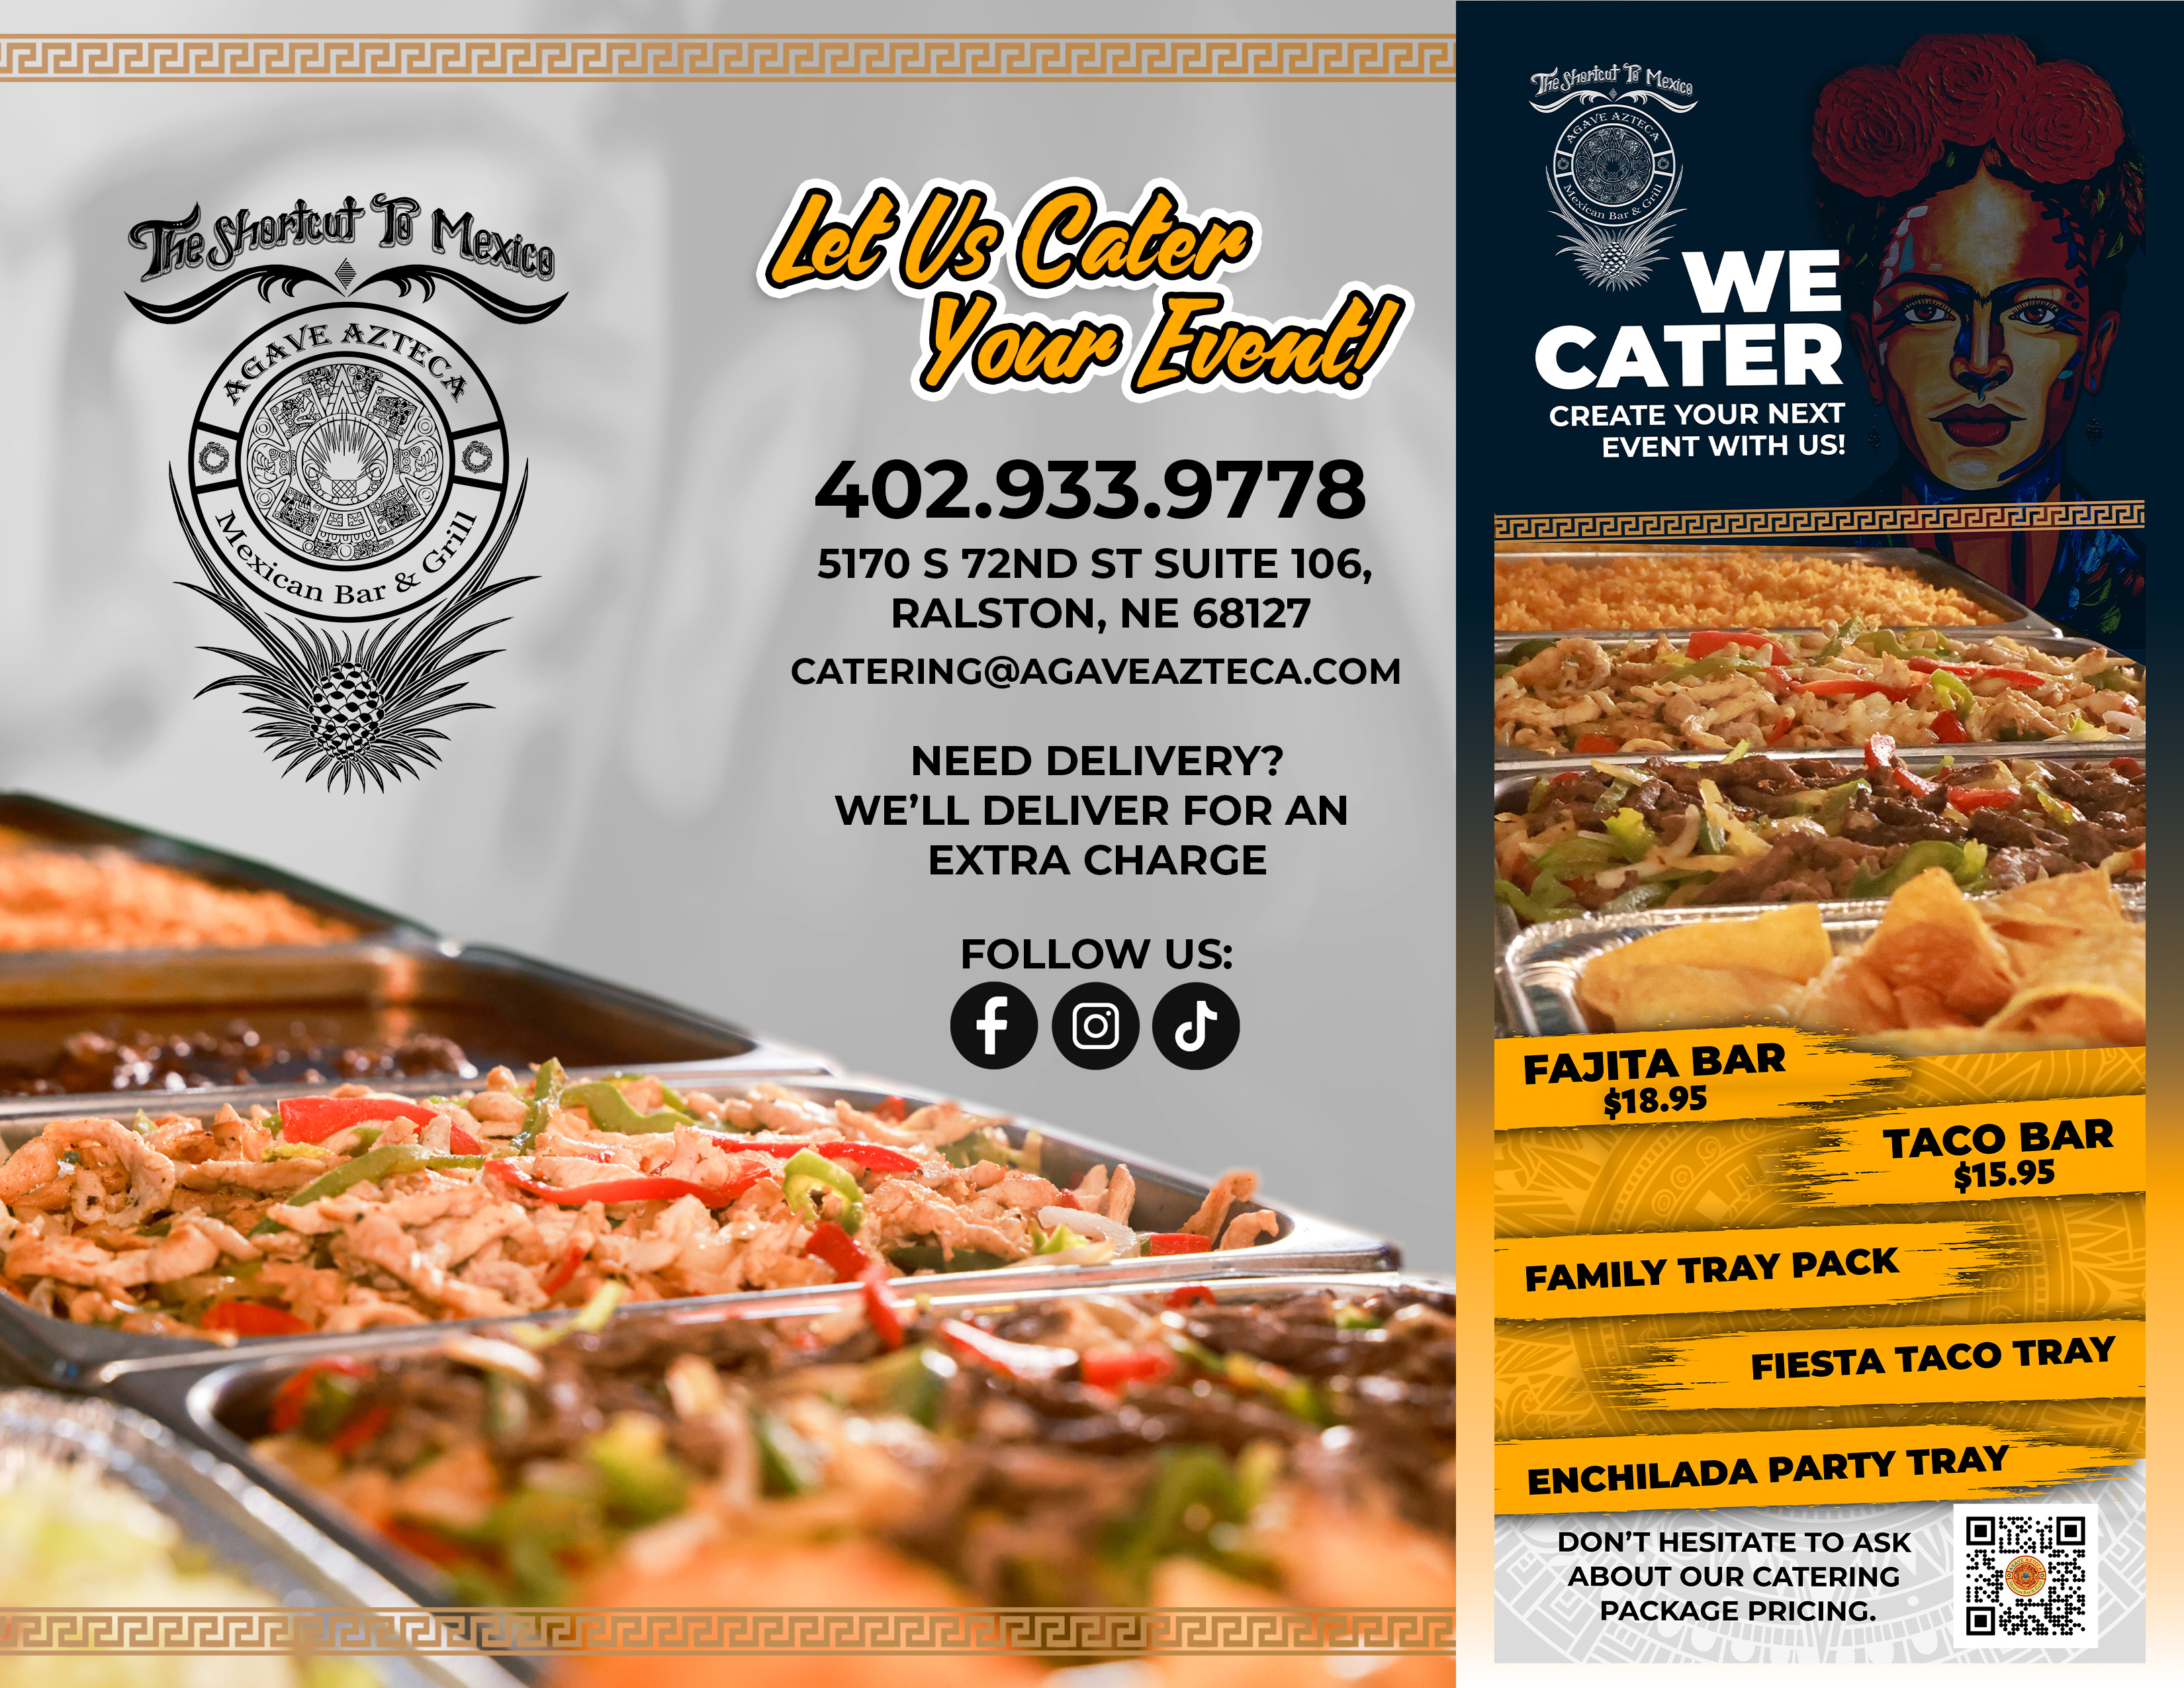 The Shortcut To Mexico
AGAVE AZTECA
Mexican Bar & Grill
Let Us Cater
Your Event!
402.933.9778
5170 S 72ND ST SUITE 106,
RALSTON, NE 68127
CATERING@AGAVEAZTECA.COM
NEED DELIVERY?
WE'LL DELIVER FOR AN
EXTRA CHARGE
FOLLOW US:
The Shortcut To Mexico
AGAVE AZTECA
Mexican Bar & Grill
WE
CATER
CREATE YOUR NEXT
EVENT WITH US!
FAJITA BAR
$18.95
TACO BAR
$15.95
FAMILY TRAY PACK
FIESTA TACO TRAY
ENCHILADA PARTY TRAY
DON'T HESITATE TO ASK
ABOUT OUR CATERING
PACKAGE PRICING.